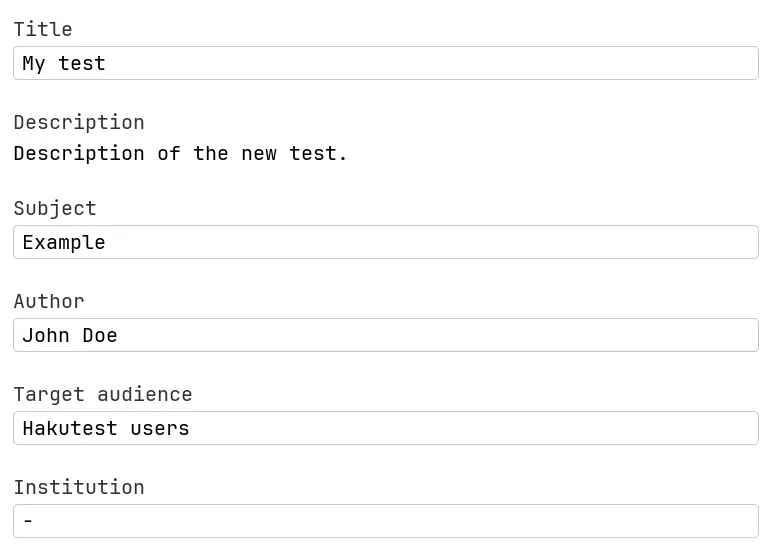 Title
My test
Description
Description of the new test.
Subject
Example
Author
John Doe
Target audience
Hakutest users
Institution
-